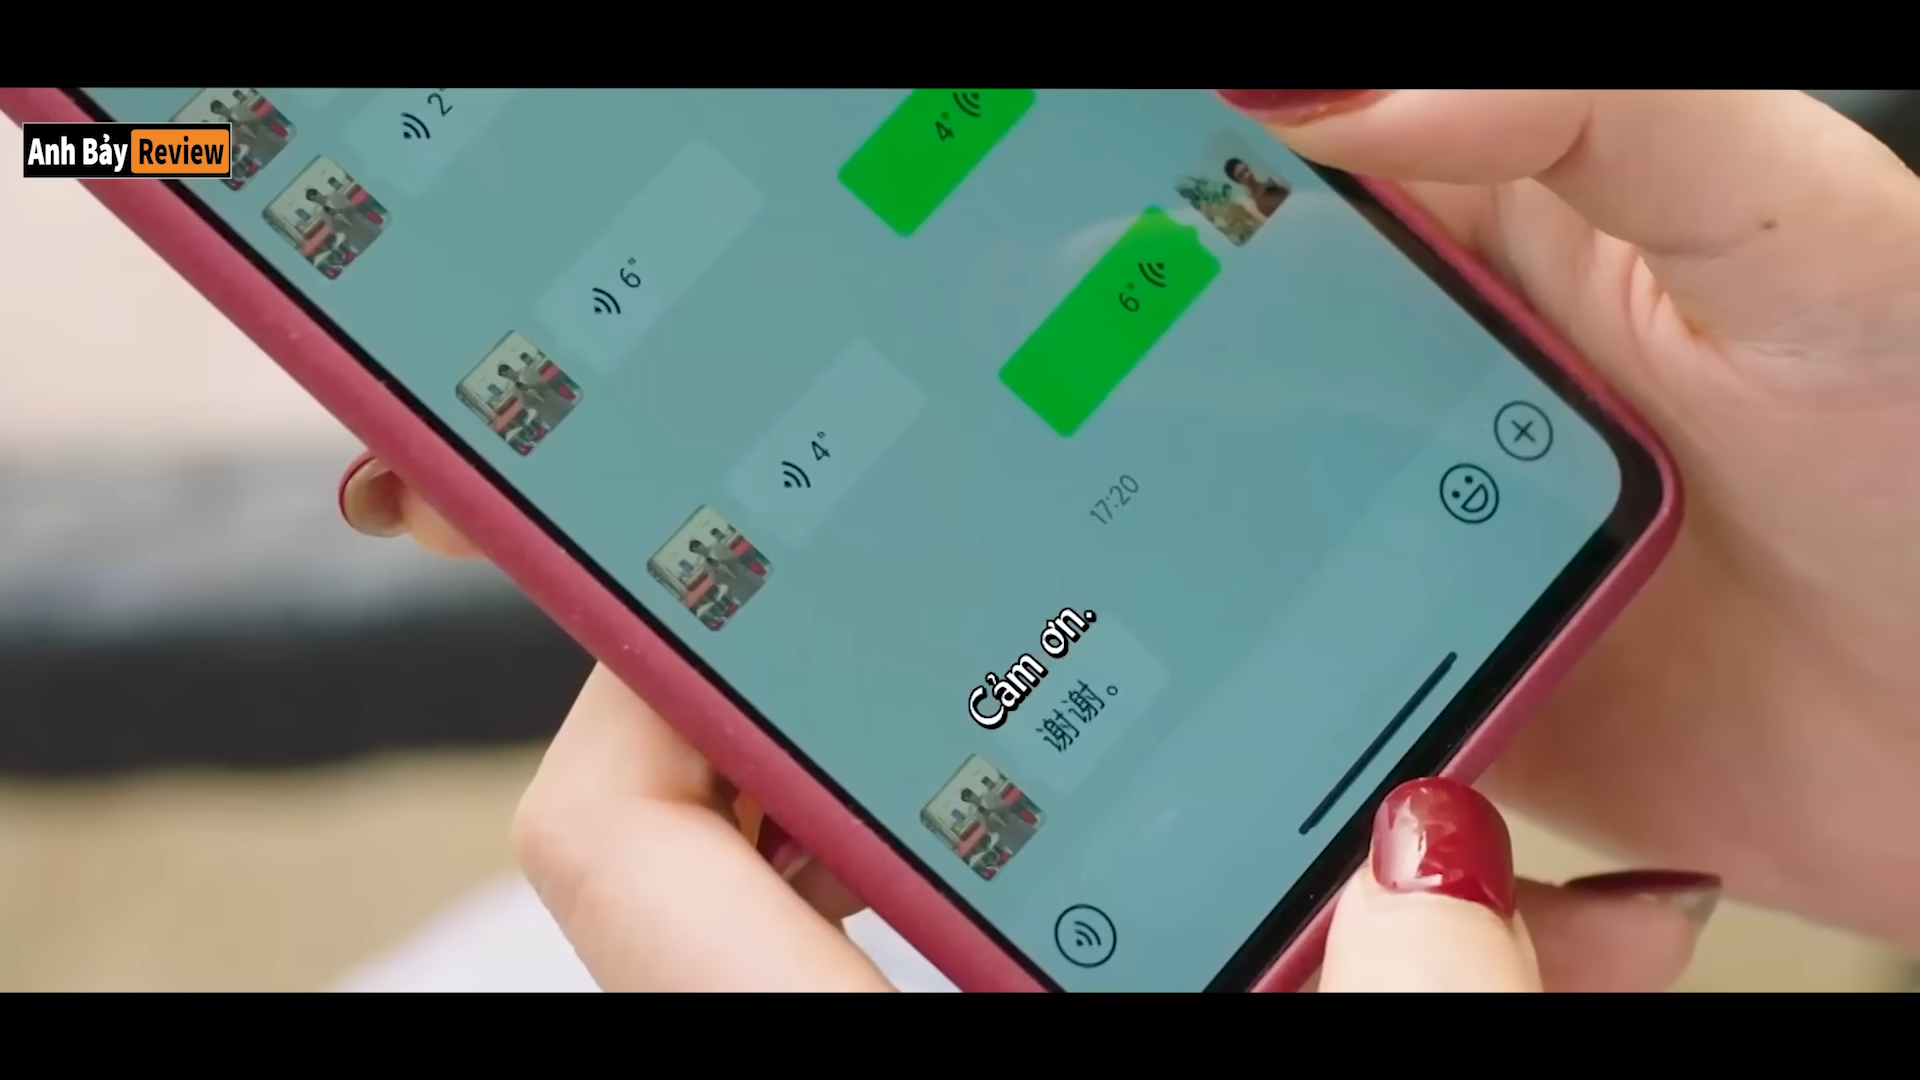 Anh Bảy Review
2"
4"
6"
6"
4"
17:20
Cảm ơn.
谢谢。